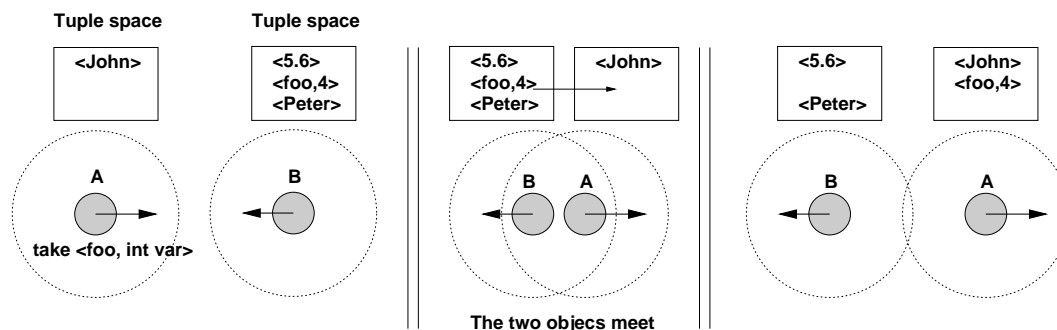 Tuple space
Tuple space
<John>
<5.6>
<foo,4>
<Peter>
<5.6>
<foo,4>
<Peter>
<John>
<5.6>
<Peter>
<John>
<foo,4>
A
B
B
A
B
A
take <foo, int var>
The two objecs meet